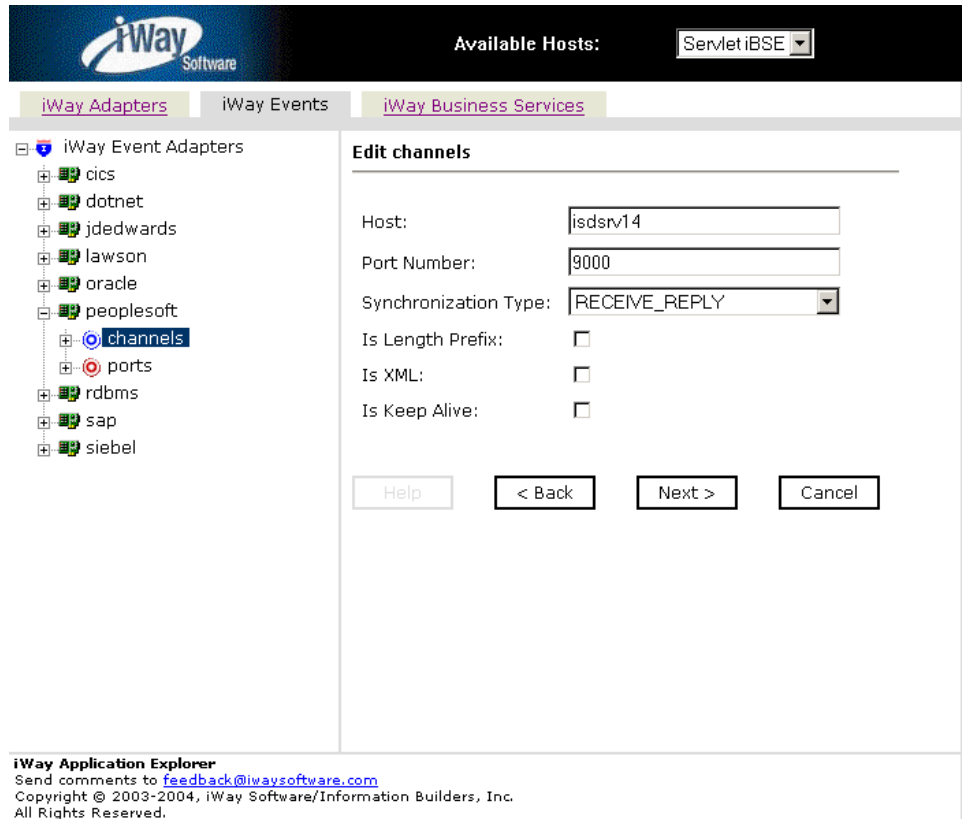 iWay
Software
Available Hosts:
Servlet iBSE
iWay Adapters
iWay Events
iWay Business Services
iWay Event Adapters
cics
dotnet
jdedwards
lawson
oracle
peoplesoft
channels
ports
rdbms
sap
siebel
Edit channels
Host:
isdsrv14
Port Number:
9000
Synchronization Type:
RECEIVE_REPLY
Is Length Prefix:
Is XML:
Is Keep Alive:
Help
< Back
Next >
Cancel
iWay Application Explorer
Send comments to feedback@iwaysoftware.com
Copyright © 2003-2004, iWay Software/Information Builders, Inc.
All Rights Reserved.